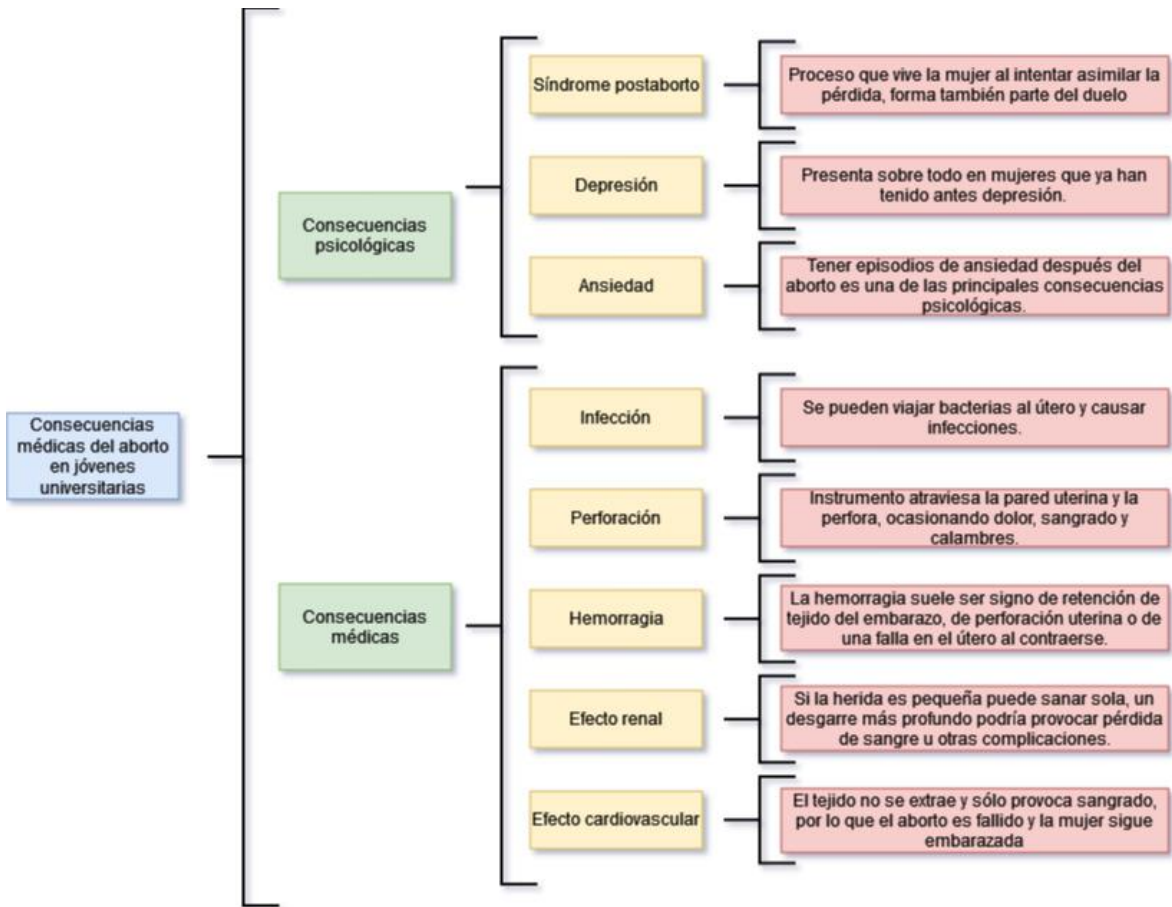 Consecuencias
médicas del aborto
en jóvenes
universitarias
Consecuencias
psicológicas
Síndrome postaborto
Proceso que vive la mujer al intentar asimilar la
pérdida, forma también parte del duelo
Depresión
Presenta sobre todo en mujeres que ya han
tenido antes depresión.
Ansiedad
Tener episodios de ansiedad después del
aborto es una de las principales consecuencias
psicológicas.
Consecuencias
médicas
Infección
Se pueden viajar bacterias al útero y causar
infecciones.
Perforación
Instrumento atraviesa la pared uterina y la
perfora, ocasionando dolor, sangrado y
calambres.
Hemorragia
La hemorragia suele ser signo de retención de
tejido del embarazo, de perforación uterina o de
una falla en el útero al contraerse.
Efecto renal
Si la herida es pequeña puede sanar sola, un
desgarre más profundo podría provocar pérdida
de sangre u otras complicaciones.
Efecto cardiovascular
El tejido no se extrae y sólo provoca sangrado,
por lo que el aborto es fallido y la mujer sigue
embarazada